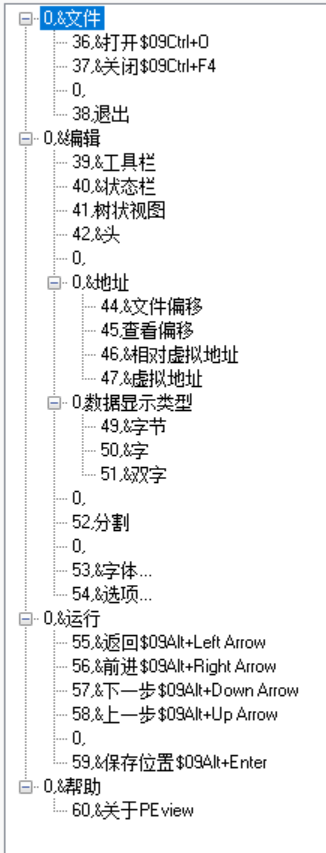 0,&文件
36,&打开$09Ctrl+O
37,&关闭$09Ctrl+F4
0,
38,退出
0,&编辑
39,&工具栏
40,&状态栏
41,树状视图
42,&头
0,
0,&地址
44,&文件偏移
45,查看偏移
46,&相对虚拟地址
47,&虚拟地址
0,数据显示类型
49,&字节
50,&字
51,&双字
0,
52,分割
0,
53,&字体...
54,&选项...
0,&运行
55,&返回$09Alt+Left Arrow
56,&前进$09Alt+Right Arrow
57,&下一步$09Alt+Down Arrow
58,&上一步$09Alt+Up Arrow
0,
59,&保存位置$09Alt+Enter
0,&帮助
60,&关于PEview